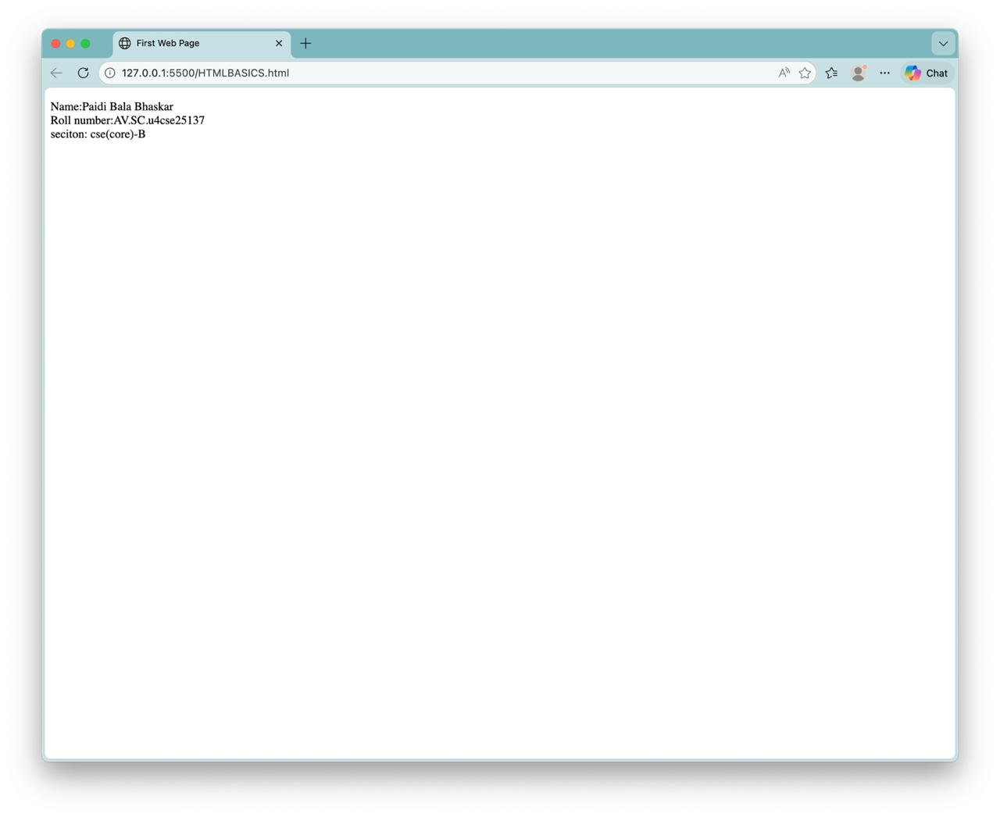 First Web Page
127.0.0.1:5500/HTMLBASICS.html
Chat
Name:Paidi Bala Bhaskar
Roll number:AV.SC.u4cse25137
seciton: cse(core)-B